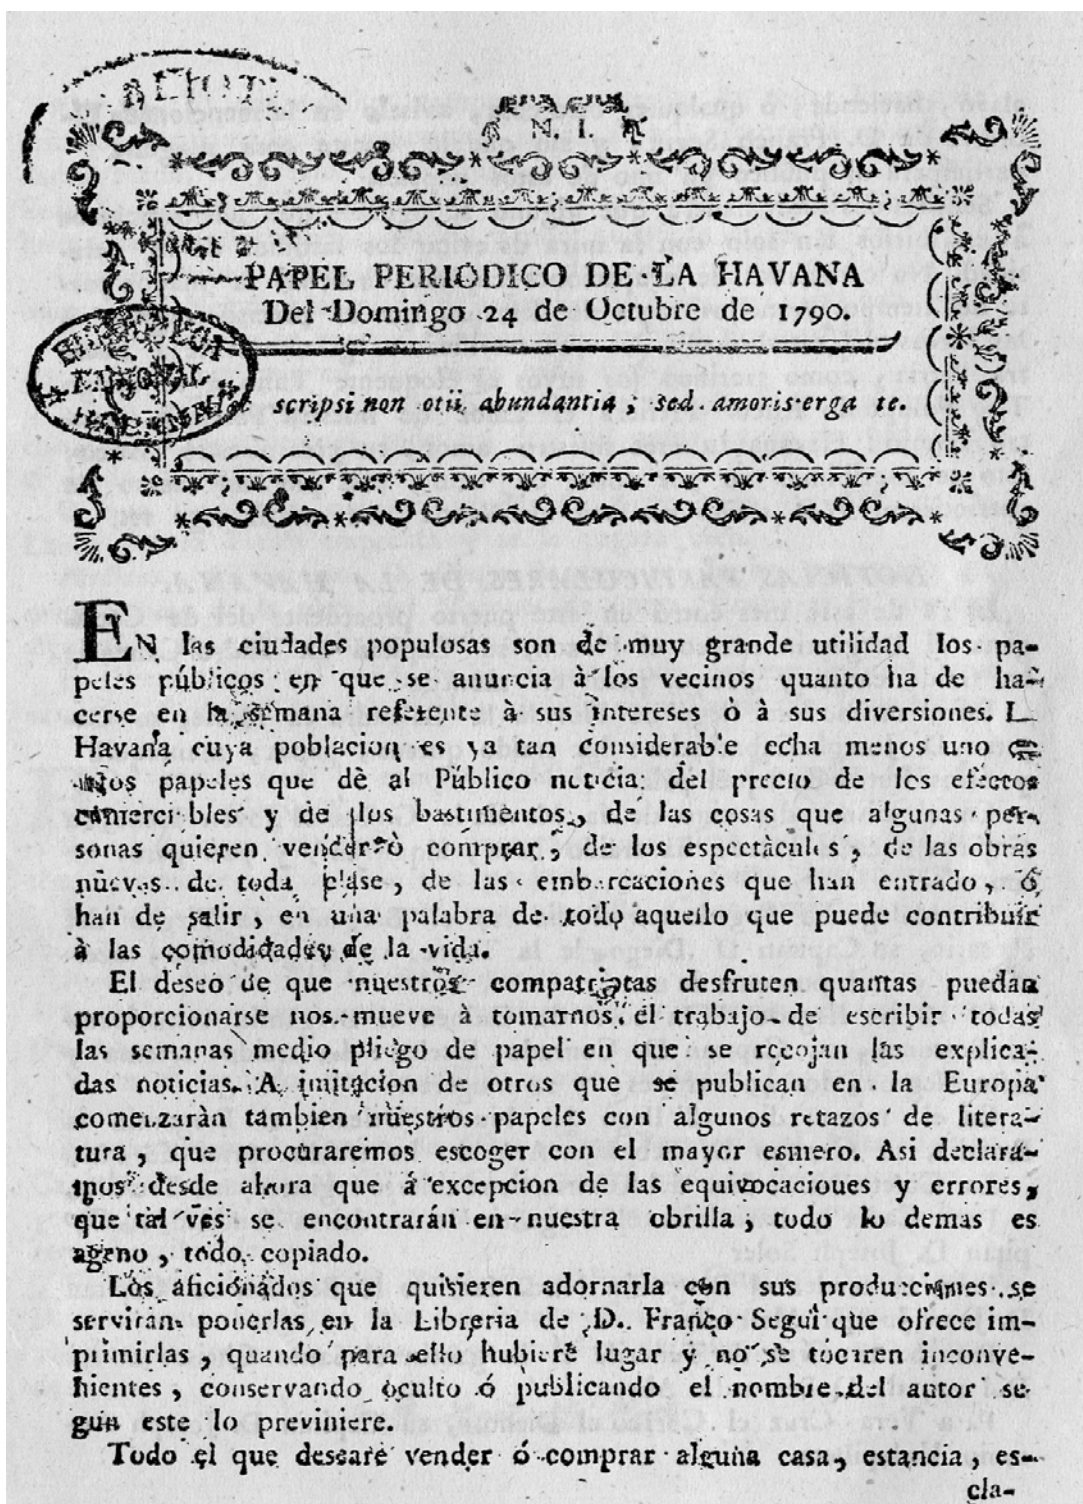 N. 1.
PAPEL PERIODICO DE LA HAVANA
Del Domingo 24 de Octubre de 1790.
scripsi non otii abundantia ; sed amoris erga te.
EN las ciudades populosas son de muy grande utilidad los pa-
peles públicos en que se anuncia à los vecinos quanto ha de ha-
cerse en la semana referente à sus intereses ò à sus diversiones. L
Havana cuya poblacion es ya tan considerable echa menos uno de
estos papeles que dè al Público noticia del precio de los efectos
comerciables y de los bastimentos, de las cosas que algunas per-
sonas quieren vender ò comprar, de los espectàculos, de las obras
nuevas de toda clase, de las embarcaciones que han entrado, ó
han de salir, en una palabra de todo aquello que puede contribuir
à las comodidades de la vida.
El deseo de que nuestros compatriotas desfruten quantas puedan
proporcionarse nos mueve à tomarnos el trabajo de escribir todas
las semanas medio pliego de papel en que se recojan las explica-
das noticias. A imitacion de otros que se publican en la Europa
comenzaràn tambien nuestros papeles con algunos retazos de litera-
tura, que procuraremos escoger con el mayor esmero. Asi declara-
mos desde ahora que á excepcion de las equivocacioues y errores,
que tal ves se encontrarán en nuestra obrilla, todo lo demas es
ageno, todo copiado.
Los aficionados que quisieren adornarla con sus producciones se
serviran ponerlas en la Libreria de D. Franco Segui que ofrece im-
primirlas, quando para ello hubiere lugar y no se tocaren inconve-
nientes, conservando oculto ó publicando el nombre del autor se
gun este lo previniere.
Todo el que deseare vender ó comprar alguna casa, estancia, es-
cla-